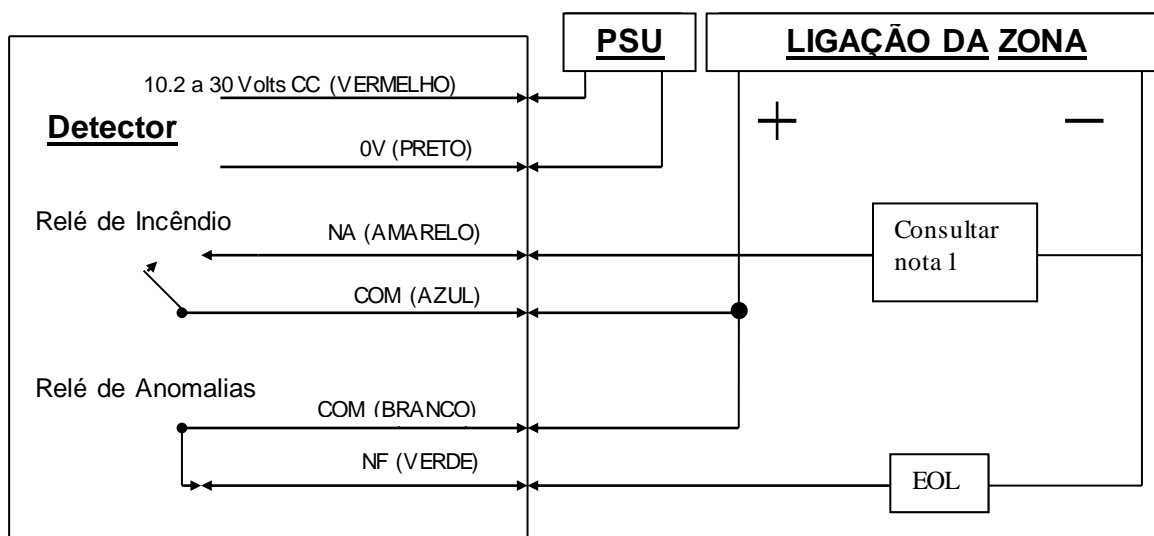 PSU
LIGAÇÃO DA ZONA
10.2 a 30 Volts CC (VERMELHO)
Detector
+
−
0V (PRETO)
Relé de Incêndio
NA (AMARELO)
Consultar
nota 1
COM (AZUL)
Relé de Anomalias
COM (BRANCO)
NF (VERDE)
EOL